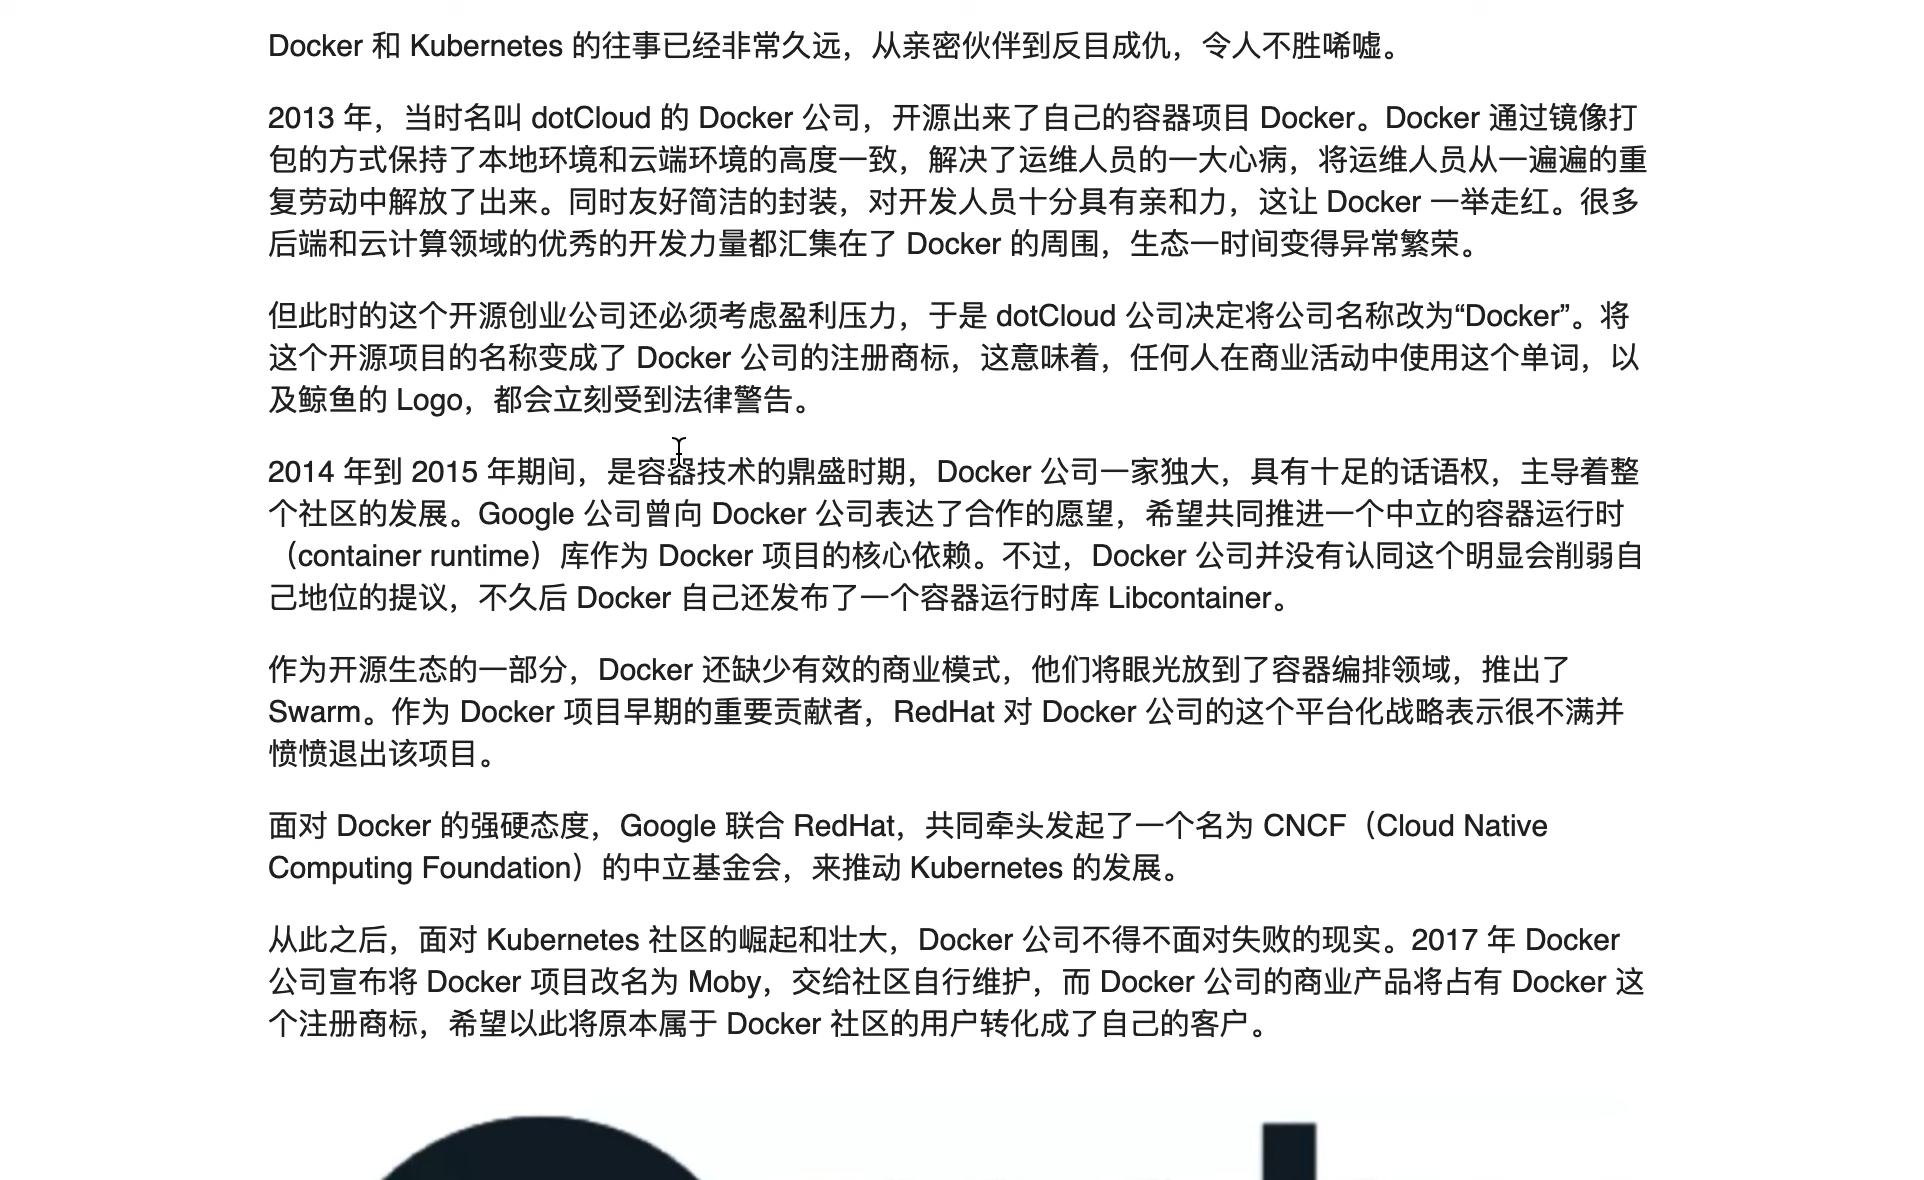 Docker 和 Kubernetes 的往事已经非常久远，从亲密伙伴到反目成仇，令人不胜唏嘘。
2013 年，当时名叫 dotCloud 的 Docker 公司，开源出来了自己的容器项目 Docker。Docker 通过镜像打
包的方式保持了本地环境和云端环境的高度一致，解决了运维人员的一大心病，将运维人员从一遍遍的重
复劳动中解放了出来。同时友好简洁的封装，对开发人员十分具有亲和力，这让 Docker 一举走红。很多
后端和云计算领域的优秀的开发力量都汇集在了 Docker 的周围，生态一时间变得异常繁荣。
但此时的这个开源创业公司还必须考虑盈利压力，于是 dotCloud 公司决定将公司名称改为“Docker”。将
这个开源项目的名称变成了 Docker 公司的注册商标，这意味着，任何人在商业活动中使用这个单词，以
及鲸鱼的 Logo，都会立刻受到法律警告。
2014 年到 2015 年期间，是容器技术的鼎盛时期，Docker 公司一家独大，具有十足的话语权，主导着整
个社区的发展。Google 公司曾向 Docker 公司表达了合作的愿望，希望共同推进一个中立的容器运行时
（container runtime）库作为 Docker 项目的核心依赖。不过，Docker 公司并没有认同这个明显会削弱自
己地位的提议，不久后 Docker 自己还发布了一个容器运行时库 Libcontainer。
作为开源生态的一部分，Docker 还缺少有效的商业模式，他们将眼光放到了容器编排领域，推出了
Swarm。作为 Docker 项目早期的重要贡献者，RedHat 对 Docker 公司的这个平台化战略表示很不满并
愤愤退出该项目。
面对 Docker 的强硬态度，Google 联合 RedHat，共同牵头发起了一个名为 CNCF（Cloud Native
Computing Foundation）的中立基金会，来推动 Kubernetes 的发展。
从此之后，面对 Kubernetes 社区的崛起和壮大，Docker 公司不得不面对失败的现实。2017 年 Docker
公司宣布将 Docker 项目改名为 Moby，交给社区自行维护，而 Docker 公司的商业产品将占有 Docker 这
个注册商标，希望以此将原本属于 Docker 社区的用户转化成了自己的客户。